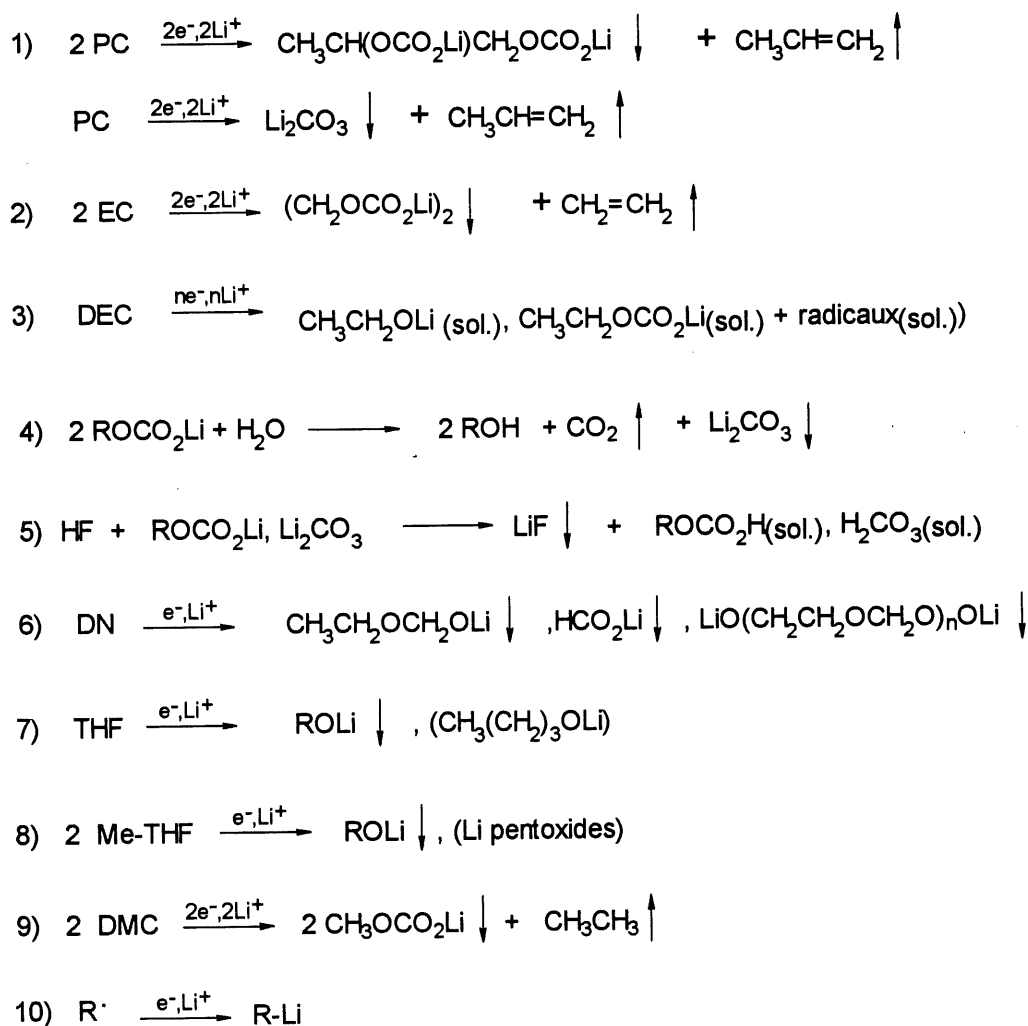 1) 2 PC 2e⁻,2Li⁺ → CH₃CH(OCO₂Li)CH₂OCO₂Li ↓ + CH₃CH=CH₂ ↑
PC 2e⁻,2Li⁺ → Li₂CO₃ ↓ + CH₃CH=CH₂ ↑
2) 2 EC 2e⁻,2Li⁺ → (CH₂OCO₂Li)₂ ↓ + CH₂=CH₂ ↑
3) DEC ne⁻,nLi⁺ → CH₃CH₂OLi (sol.), CH₃CH₂OCO₂Li(sol.) + radicaux(sol.))
4) 2 ROCO₂Li + H₂O → 2 ROH + CO₂ ↑ + Li₂CO₃ ↓
5) HF + ROCO₂Li, Li₂CO₃ → LiF ↓ + ROCO₂H(sol.), H₂CO₃(sol.)
6) DN e⁻,Li⁺ → CH₃CH₂OCH₂OLi ↓ ,HCO₂Li ↓ , LiO(CH₂CH₂OCH₂O)nOLi ↓
7) THF e⁻,Li⁺ → ROLi ↓ , (CH₃(CH₂)₃OLi)
8) 2 Me-THF e⁻,Li⁺ → ROLi ↓ , (Li pentoxides)
9) 2 DMC 2e⁻,2Li⁺ → 2 CH₃OCO₂Li ↓ + CH₃CH₃ ↑
10) R· e⁻,Li⁺ → R-Li